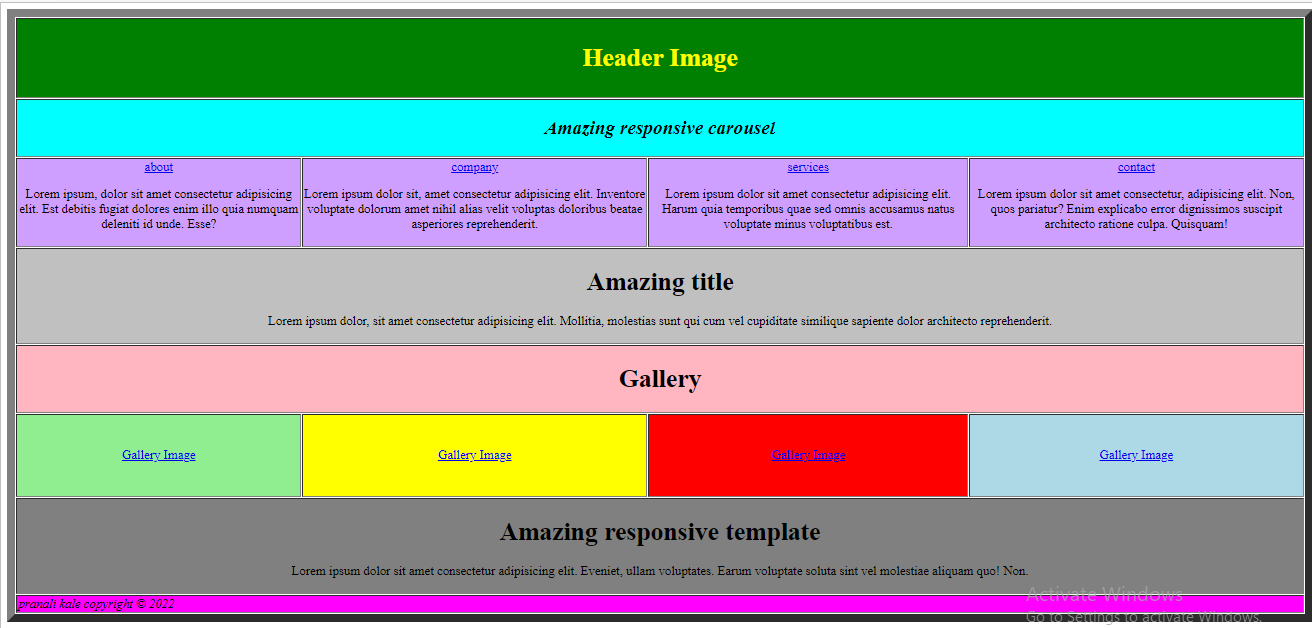 Header Image
Amazing responsive carousel
about
Lorem ipsum, dolor sit amet consectetur adipisicing
elit. Est debitis fugiat dolores enim illo quia numquam
deleniti id unde. Esse?
company
Lorem ipsum dolor sit, amet consectetur adipisicing elit. Inventore
voluptate dolorum amet nihil alias velit voluptas doloribus beatae
asperiores reprehenderit.
services
Lorem ipsum dolor sit amet consectetur adipisicing elit.
Harum quia temporibus quae sed omnis accusamus natus
voluptate minus voluptatibus est.
contact
Lorem ipsum dolor sit amet consectetur, adipisicing elit. Non,
quos pariatur? Enim explicabo error dignissimos suscipit
architecto ratione culpa. Quisquam!
Amazing title
Lorem ipsum dolor, sit amet consectetur adipisicing elit. Mollitia, molestias sunt qui cum vel cupiditate similique sapiente dolor architecto reprehenderit.
Gallery
Gallery Image
Gallery Image
Gallery Image
Gallery Image
Amazing responsive template
Lorem ipsum dolor sit amet consectetur adipisicing elit. Eveniet, ullam voluptates. Earum voluptate soluta sint vel molestiae aliquam quo! Non.
pranali kale copyright © 2022
Activate Windows
Go to Settings to activate Windows.